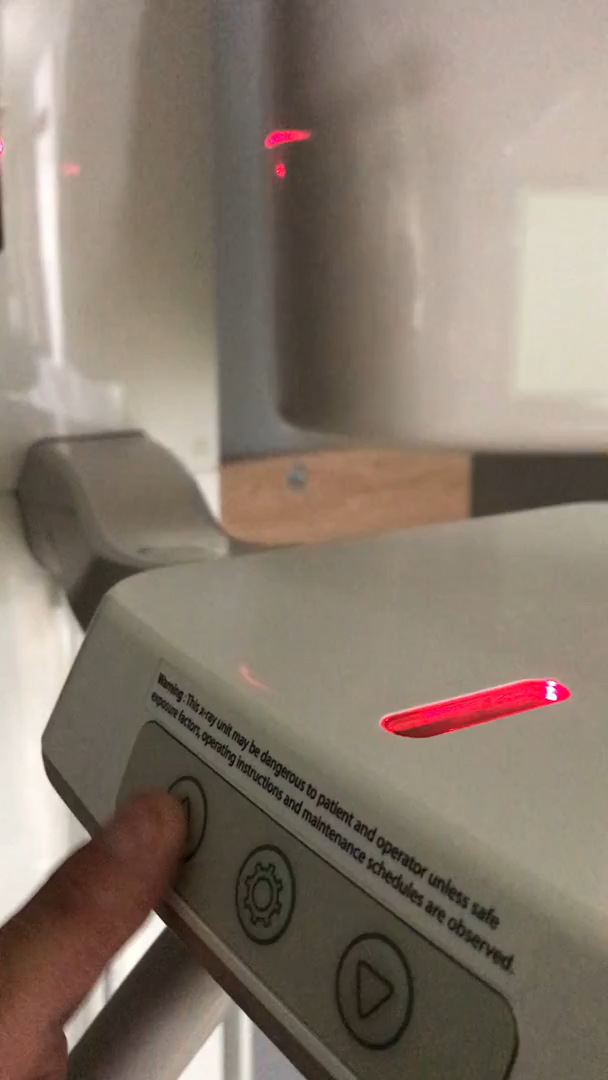 Warning : This x-ray unit may be dangerous to patient and operator unless safe
exposure factors, operating instructions and maintenance schedules are observed.